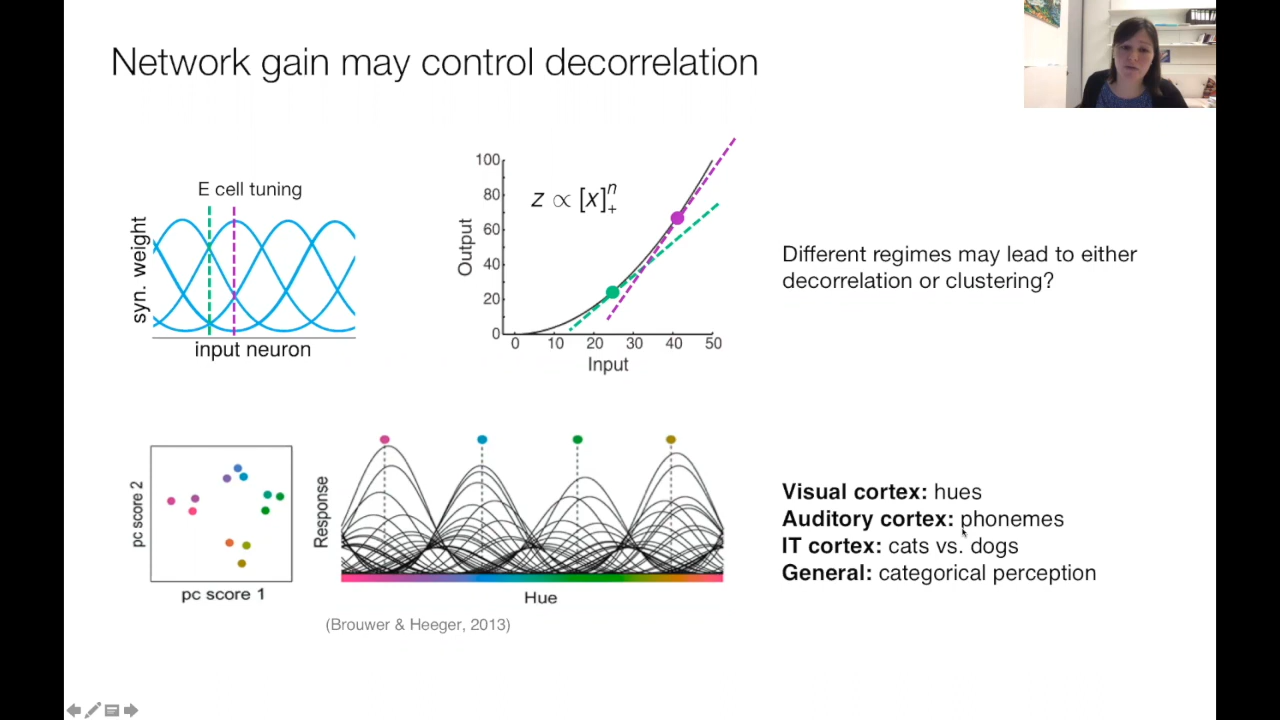 Network gain may control decorrelation
E cell tuning
syn. weight
input neuron
100
80
60
40
20
0
Output
z ∝ [x]₊ⁿ
0 10 20 30 40 50
Input
Different regimes may lead to either
decorrelation or clustering?
pc score 2
pc score 1
Response
Hue
(Brouwer & Heeger, 2013)
Visual cortex: hues
Auditory cortex: phonemes
IT cortex: cats vs. dogs
General: categorical perception